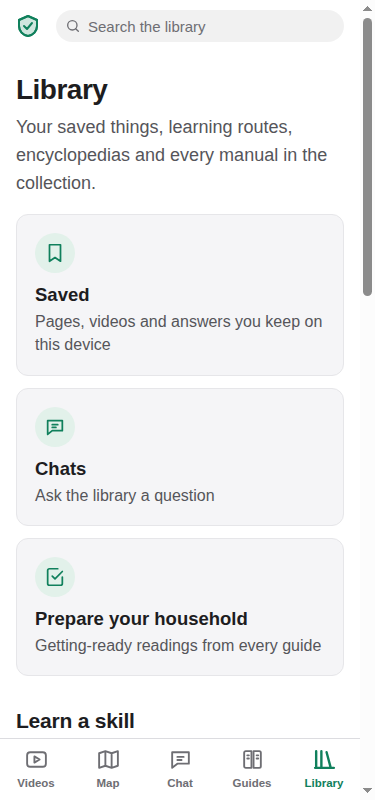 Search the library
Library
Your saved things, learning routes,
encyclopedias and every manual in the
collection.
Saved
Pages, videos and answers you keep on
this device
Chats
Ask the library a question
Prepare your household
Getting-ready readings from every guide
Learn a skill
Videos
Map
Chat
Guides
Library